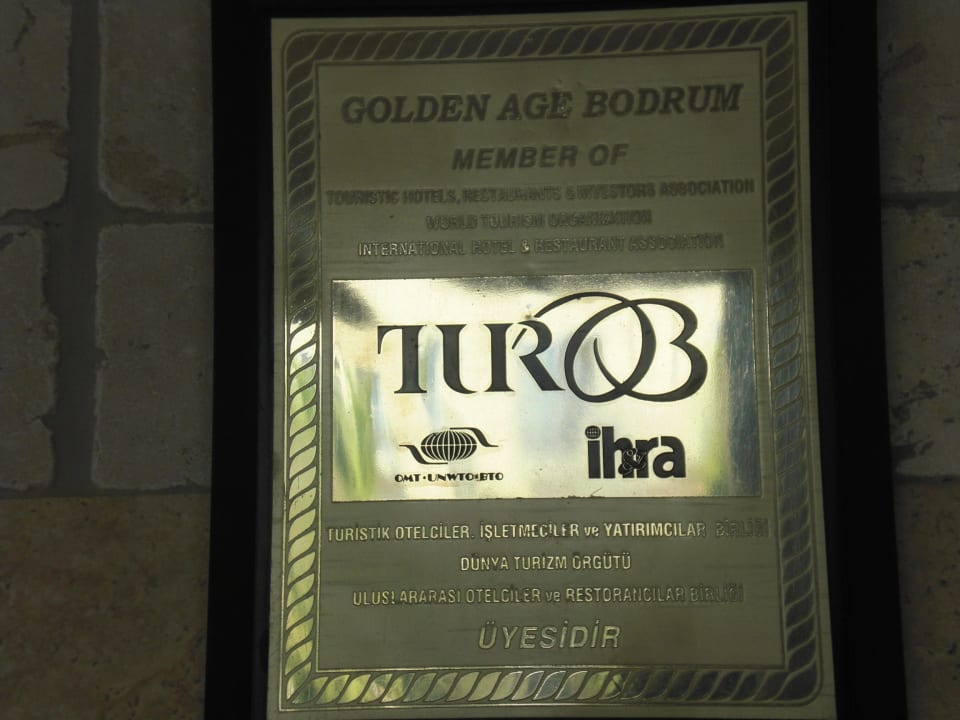 GOLDEN AGE BODRUM
MEMBER OF
TOURISTIC HOTELS, RESTAURANTS & INVESTORS ASSOCIATION
WORLD TOURISM ORGANIZATION
INTERNATIONAL HOTEL & RESTAURANT ASSOCIATION
TUROB
OMT·UNWTO·BTO
ih&ra
TURİSTİK OTELCİLER. İŞLETMECİLER ve YATIRIMCILAR BİRLİĞİ
DÜNYA TURİZM ÖRGÜTÜ
ULUSLARARASI OTELCİLER ve RESTORANCILAR BİRLİĞİ
ÜYESİDİR